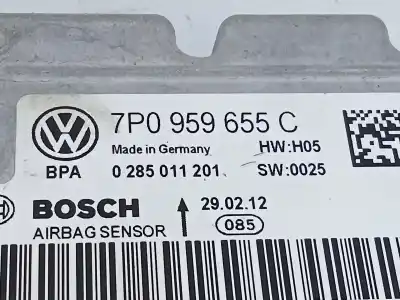 7P0 959 655 C
Made in Germany HW:H05
BPA 0 285 011 201 SW:0025
BOSCH 29.02.12
AIRBAG SENSOR 085